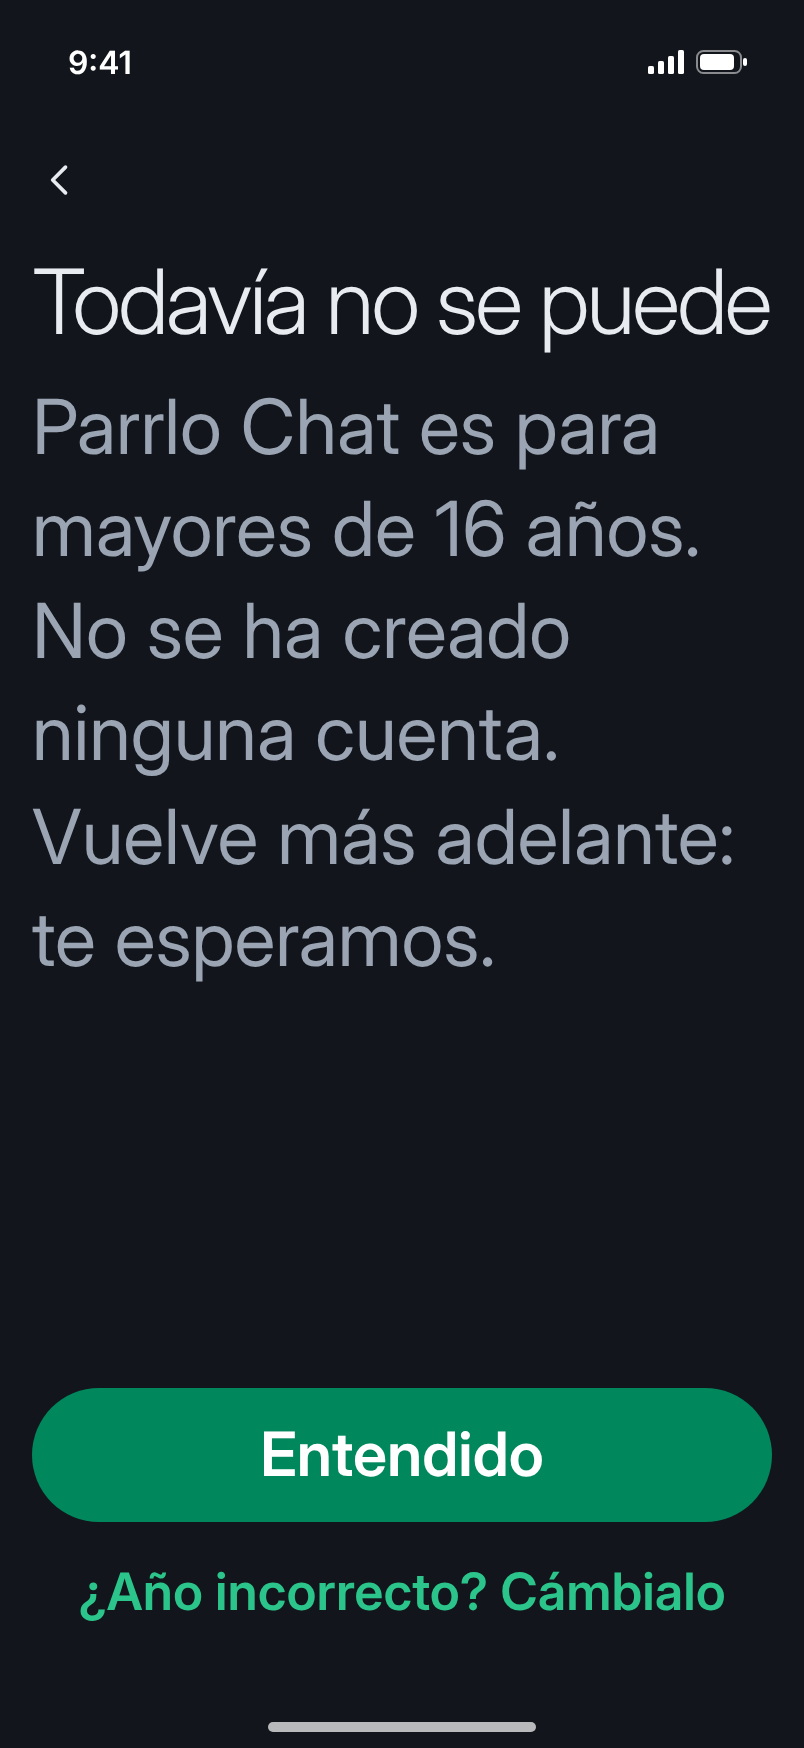 9:41
Todavía no se puede
Parrlo Chat es para
mayores de 16 años.
No se ha creado
ninguna cuenta.
Vuelve más adelante:
te esperamos.
Entendido
¿Año incorrecto? Cámbialo